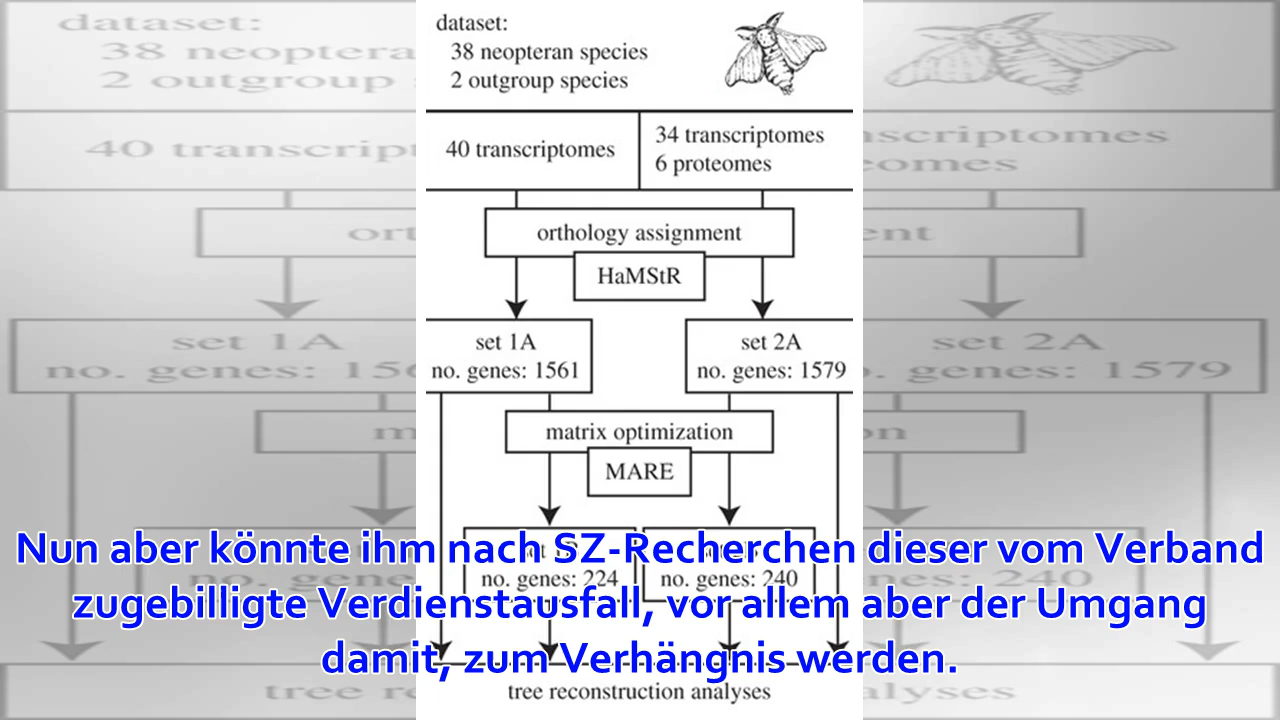 dataset:
38 neopteran species
2 outgroup species
40 transcriptomes
34 transcriptomes
6 proteomes
orthology assignment
HaMStR
set 1A
no. genes: 1561
set 2A
no. genes: 1579
matrix optimization
MARE
no. genes: 224
no. genes: 240
Nun aber könnte ihm nach SZ-Recherchen dieser vom Verband
zugebilligte Verdienstausfall, vor allem aber der Umgang
damit, zum Verhängnis werden.
tree reconstruction analyses